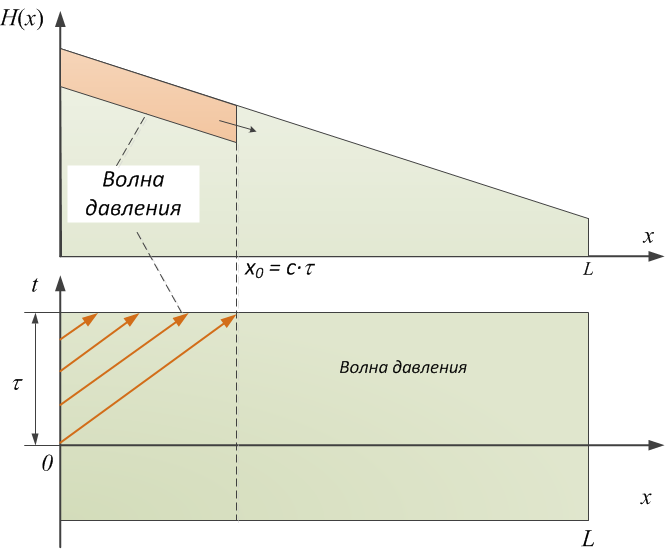 H(x)
Волна
давления
x
x₀ = c·τ
L
t
Волна давления
τ
0
x
L